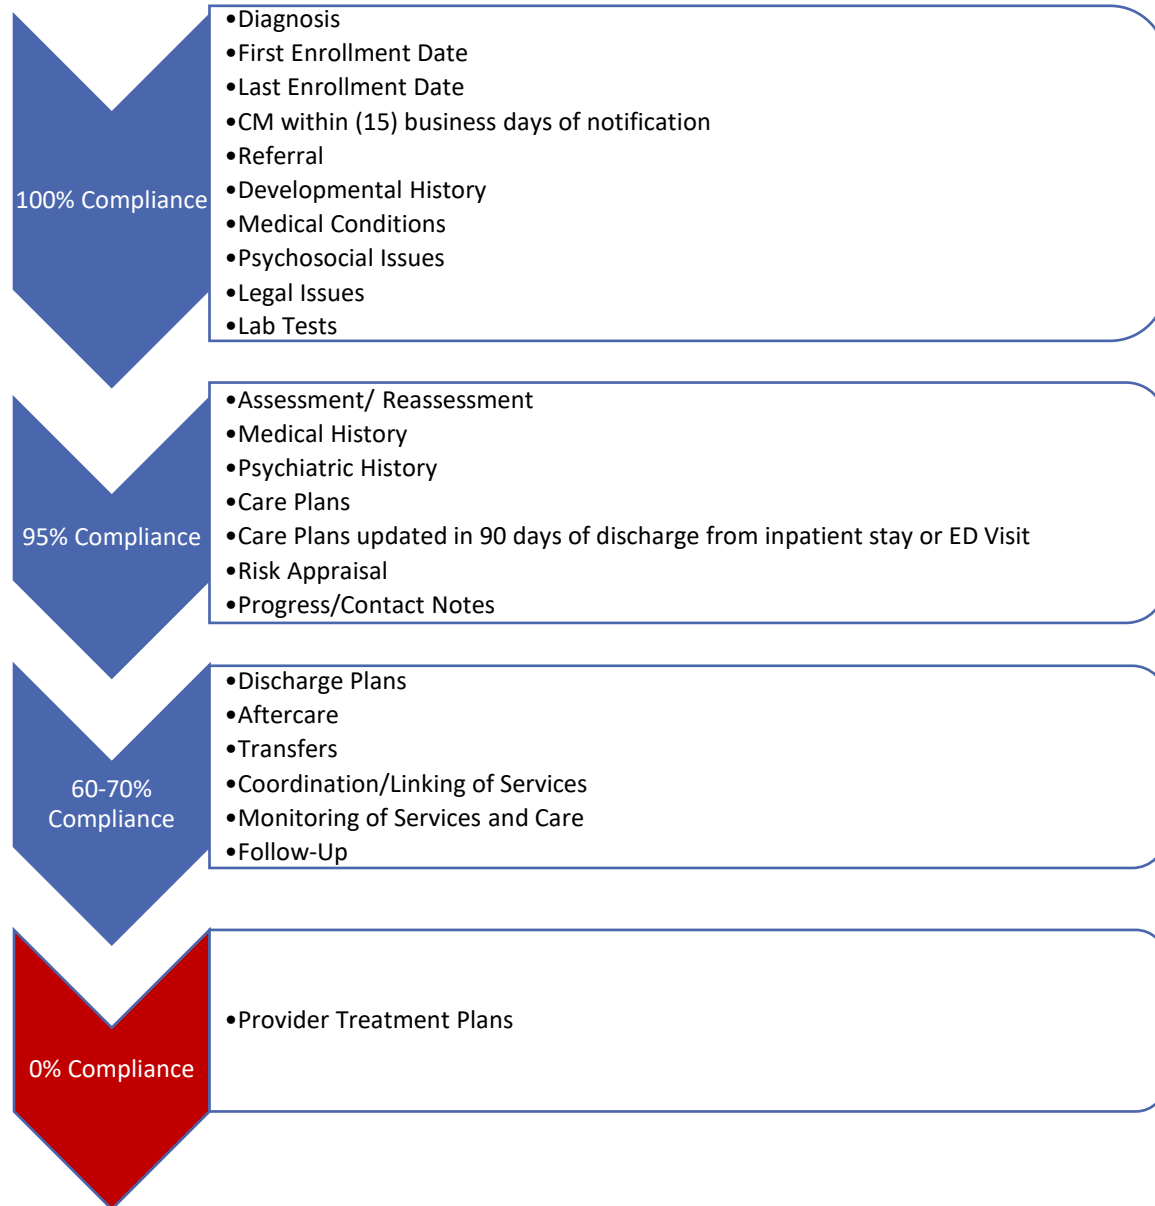 100% Compliance
•Diagnosis
•First Enrollment Date
•Last Enrollment Date
•CM within (15) business days of notification
•Referral
•Developmental History
•Medical Conditions
•Psychosocial Issues
•Legal Issues
•Lab Tests
95% Compliance
•Assessment/ Reassessment
•Medical History
•Psychiatric History
•Care Plans
•Care Plans updated in 90 days of discharge from inpatient stay or ED Visit
•Risk Appraisal
•Progress/Contact Notes
60-70%
Compliance
•Discharge Plans
•Aftercare
•Transfers
•Coordination/Linking of Services
•Monitoring of Services and Care
•Follow-Up
0% Compliance
•Provider Treatment Plans